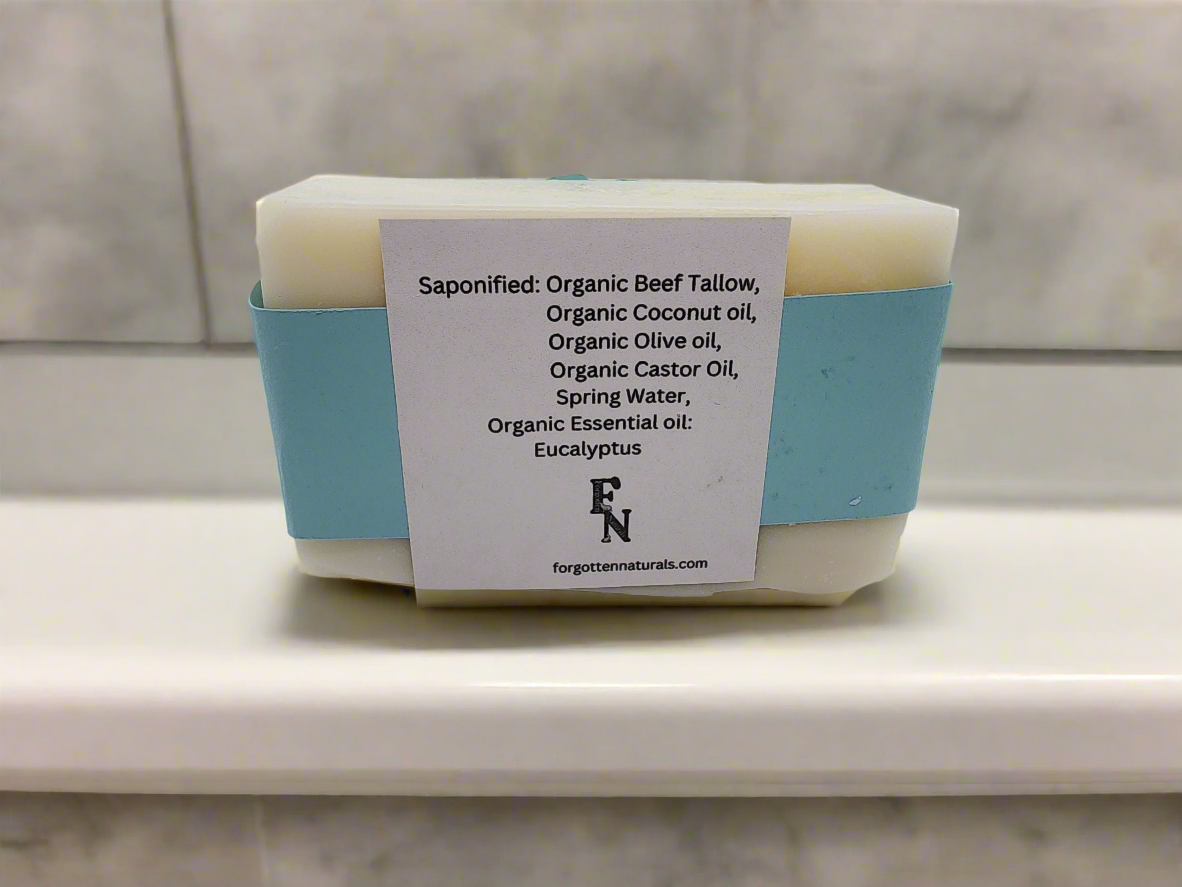 Saponified: Organic Beef Tallow,
Organic Coconut oil,
Organic Olive oil,
Organic Castor Oil,
Spring Water,
Organic Essential oil:
Eucalyptus
FN
forgottennaturals.com